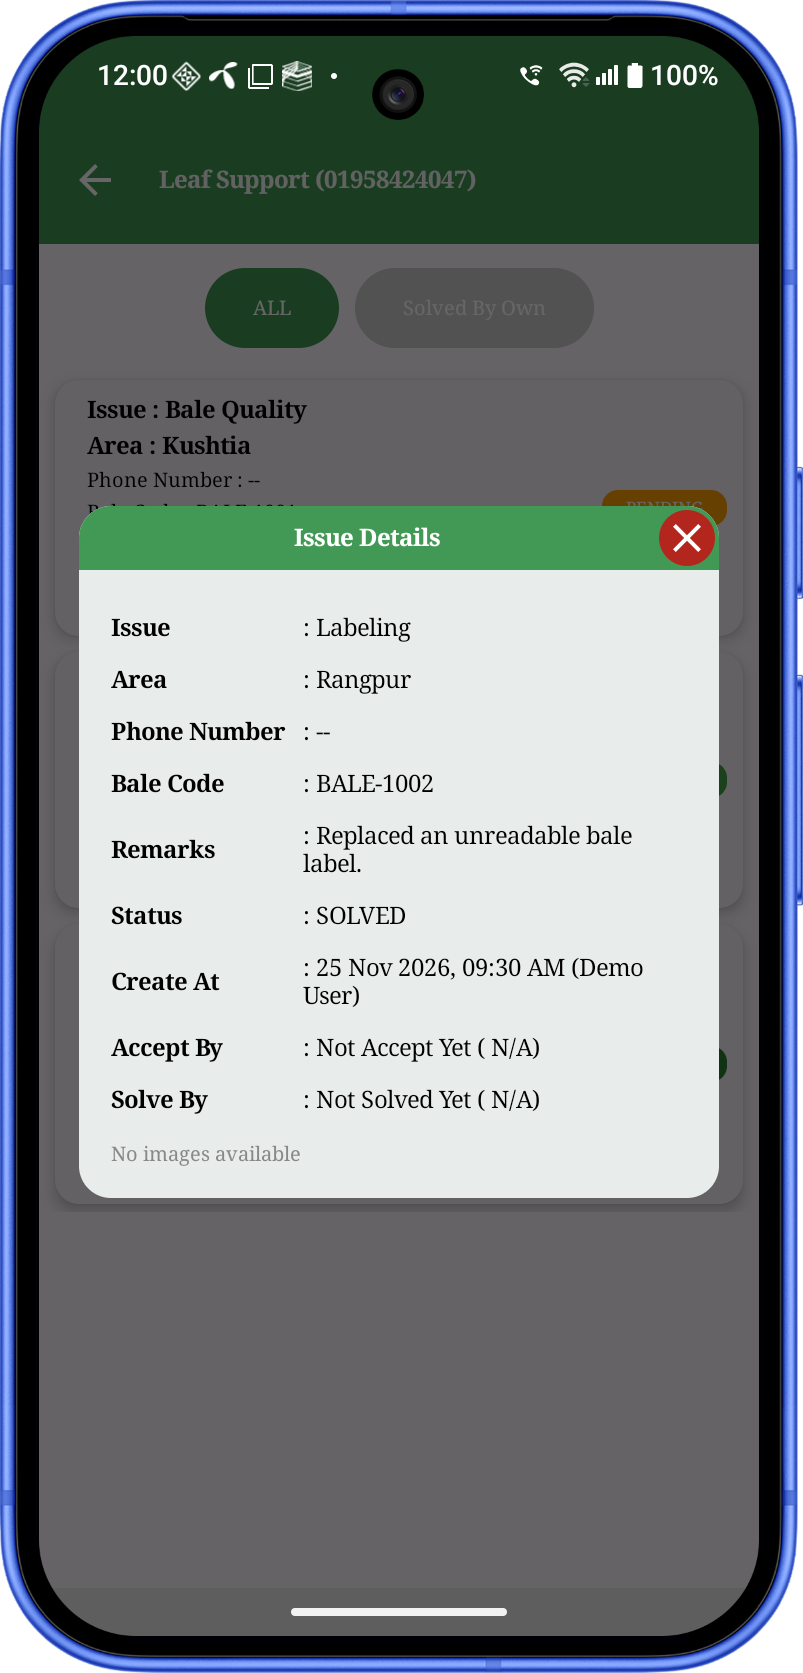 12:00 100%
Leaf Support (01958424047)
ALL Solved By Own
Issue : Bale Quality
Area : Kushtia
Phone Number : --
PENDING
Issue Details
Issue : Labeling
Area : Rangpur
Phone Number : --
Bale Code : BALE-1002
Remarks : Replaced an unreadable bale
label.
Status : SOLVED
Create At : 25 Nov 2026, 09:30 AM (Demo
User)
Accept By : Not Accept Yet ( N/A)
Solve By : Not Solved Yet ( N/A)
No images available